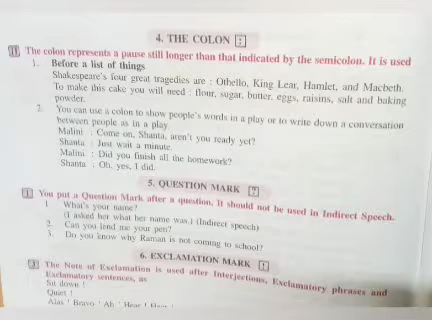 4. THE COLON [:]
[1] The colon represents a pause still longer than that indicated by the semicolon. It is used
1. Before a list of things
Shakespeare's four great tragedies are : Othello, King Lear, Hamlet, and Macbeth.
To make this cake you will need : flour, sugar, butter, eggs, raisins, salt and baking
powder.
2. You can use a colon to show people's words in a play or to write down a conversation
between people as in a play.
Malini : Come on, Shanta, aren't you ready yet?
Shanta : Just wait a minute.
Malini : Did you finish all the homework?
Shanta : Oh, yes, I did.
5. QUESTION MARK [?]
[1] You put a Question Mark after a question, it should not be used in Indirect Speech.
1 What's your name?
(I asked her what her name was.) (Indirect speech)
2. Can you lend me your pen?
3. Do you know why Raman is not coming to school?
6. EXCLAMATION MARK [!]
The Note of Exclamation is used after Interjections, Exclamatory phrases and
Exclamatory sentences, as
Sit down !
Quiet !
Alas ! Bravo ! Ah ! Hear !